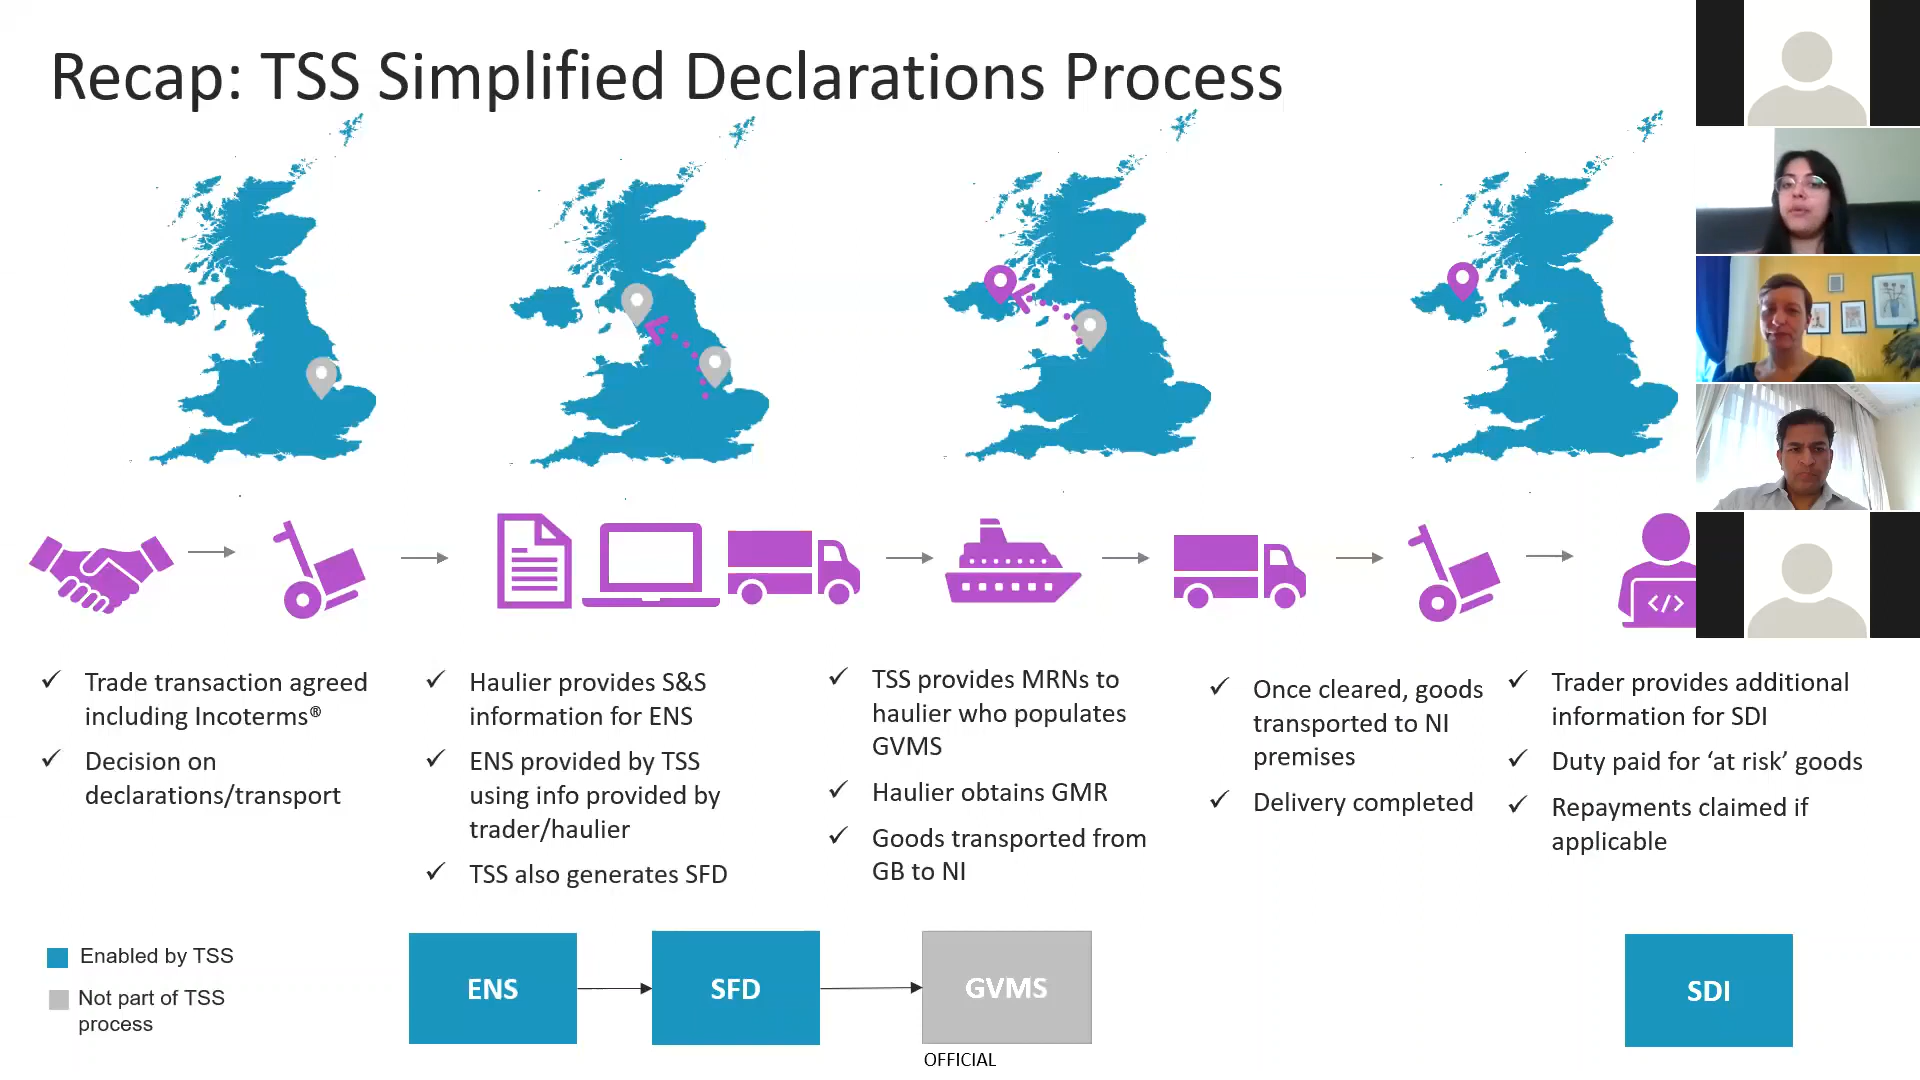 Recap: TSS Simplified Declarations Process
✓ Trade transaction agreed
including Incoterms®
✓ Decision on
declarations/transport
✓ Haulier provides S&S
information for ENS
✓ ENS provided by TSS
using info provided by
trader/haulier
✓ TSS also generates SFD
✓ TSS provides MRNs to
haulier who populates
GVMS
✓ Haulier obtains GMR
✓ Goods transported from
GB to NI
✓ Once cleared, goods
transported to NI
premises
✓ Delivery completed
</>
✓ Trader provides additional
information for SDI
✓ Duty paid for ‘at risk’ goods
✓ Repayments claimed if
applicable
Enabled by TSS
Not part of TSS
process
ENS
SFD
GVMS
SDI
OFFICIAL